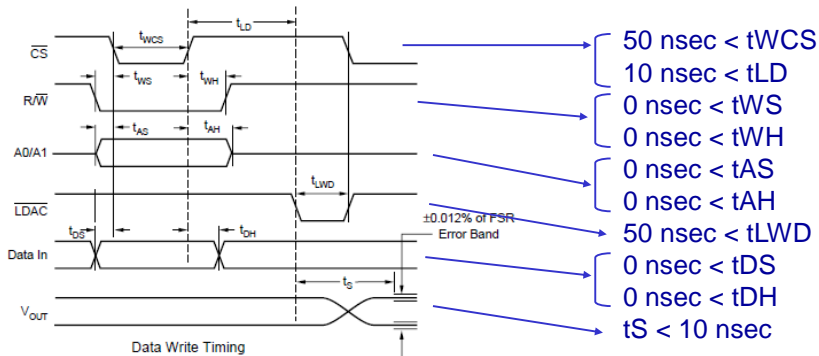 tLD
tWCS
CS
tWS
tWH
R/W
tAS
tAH
A0/A1
tLWD
LDAC
±0.012% of FSR
Error Band
tDS
tDH
Data In
tS
VOUT
Data Write Timing
50 nsec < tWCS
10 nsec < tLD
0 nsec < tWS
0 nsec < tWH
0 nsec < tAS
0 nsec < tAH
50 nsec < tLWD
0 nsec < tDS
0 nsec < tDH
tS < 10 nsec